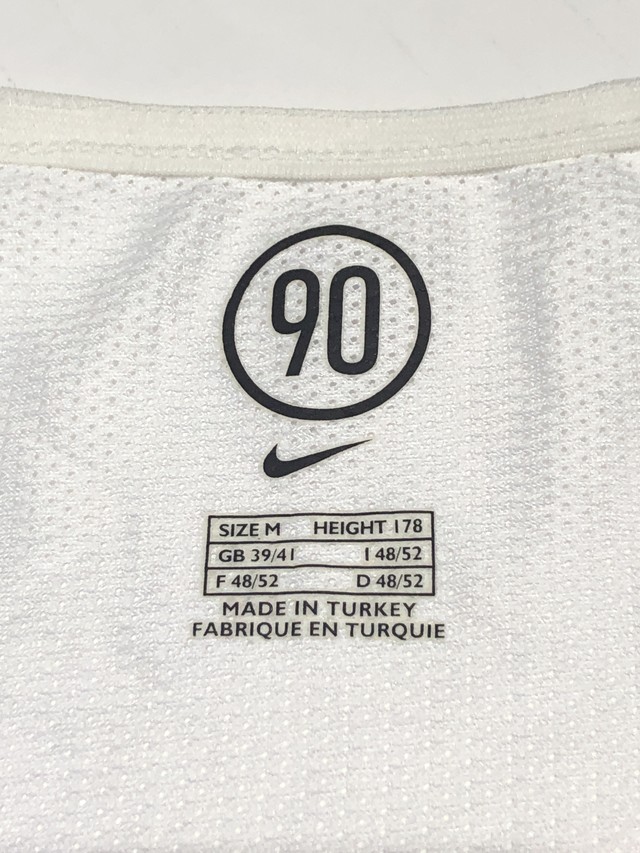 90
SIZE M HEIGHT 178
GB 39/41 I 48/52
F 48/52 D 48/52
MADE IN TURKEY
FABRIQUE EN TURQUIE